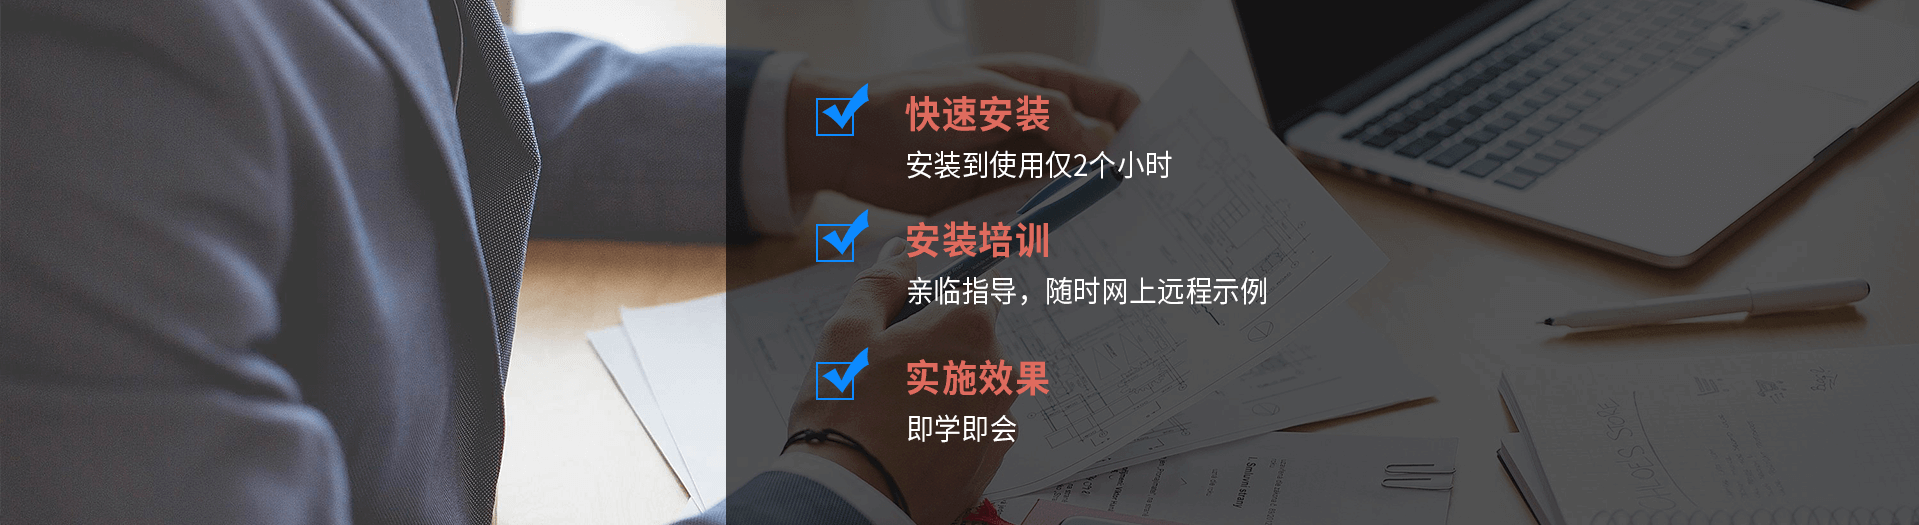 快速安装
安装到使用仅2个小时
安装培训
亲临指导，随时网上远程示例
实施效果
即学即会